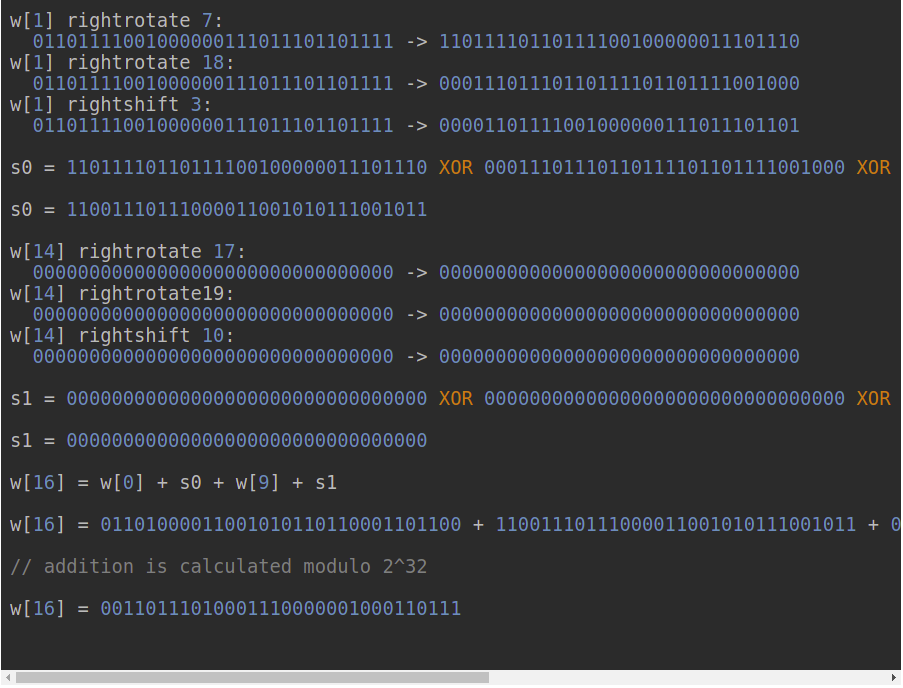 w[1] rightrotate 7:
01101111001000000111011101101111 -> 11011110110111100100000011101110
w[1] rightrotate 18:
01101111001000000111011101101111 -> 00011101110110111101101111001000
w[1] rightshift 3:
01101111001000000111011101101111 -> 00001101111001000000111011101101
s0 = 11011110110111100100000011101110 XOR 00011101110110111101101111001000 XOR
s0 = 11001110111000011001010111001011
w[14] rightrotate 17:
00000000000000000000000000000000 -> 00000000000000000000000000000000
w[14] rightrotate19:
00000000000000000000000000000000 -> 00000000000000000000000000000000
w[14] rightshift 10:
00000000000000000000000000000000 -> 00000000000000000000000000000000
s1 = 00000000000000000000000000000000 XOR 00000000000000000000000000000000 XOR
s1 = 00000000000000000000000000000000
w[16] = w[0] + s0 + w[9] + s1
w[16] = 01101000011001010110110001101100 + 11001110111000011001010111001011 + 0
// addition is calculated modulo 2^32
w[16] = 00110111010001110000001000110111